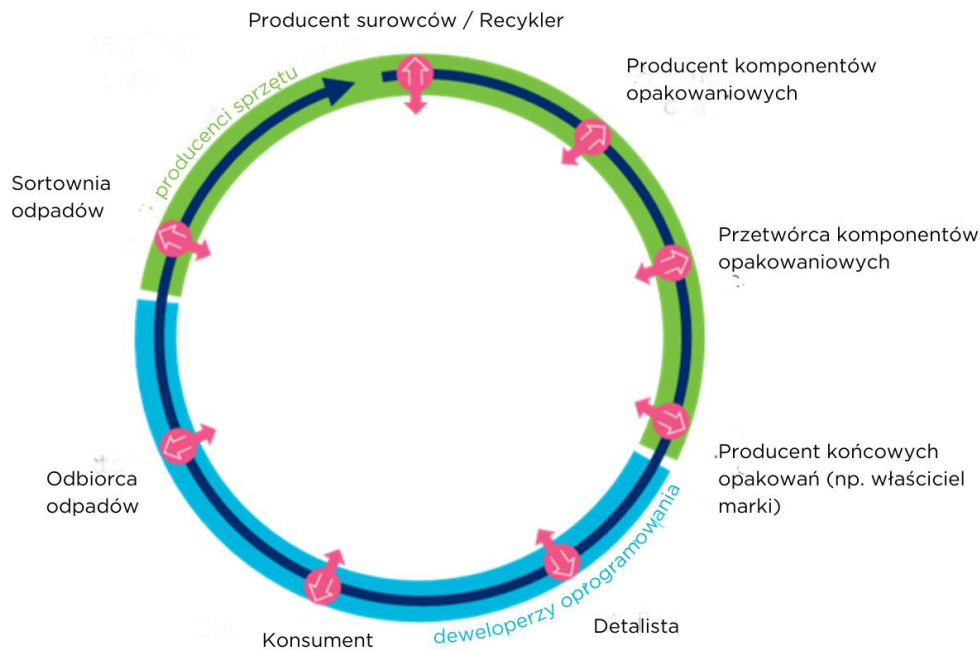 Producent surowców / Recykler
Producent komponentów
opakowaniowych
producenci sprzętu
Sortownia
odpadów
Przetwórca komponentów
opakowaniowych
Producent końcowych
opakowań (np. właściciel
marki)
Odbiorca
odpadów
deweloperzy oprogramowania
Detalista
Konsument